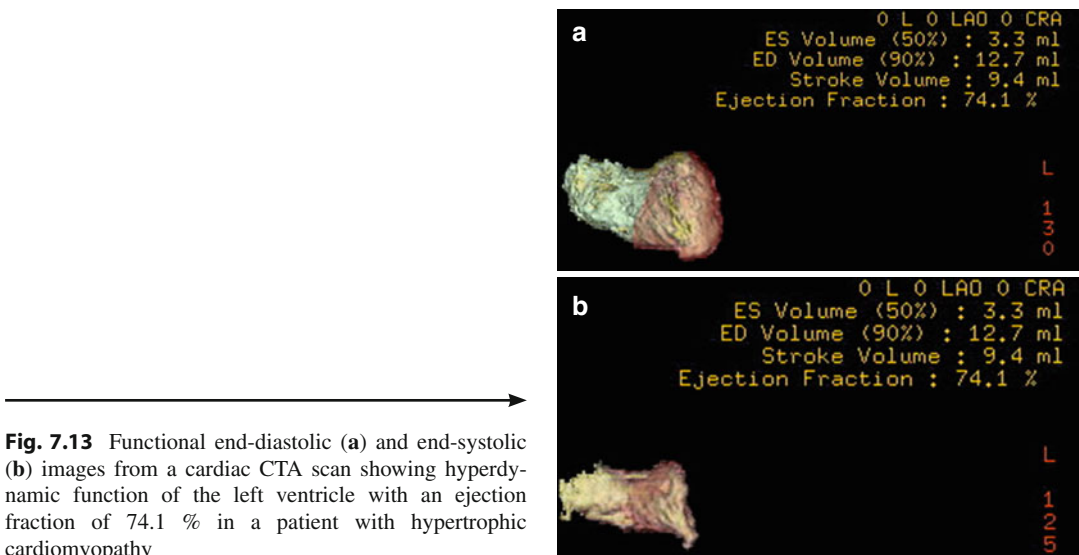 a
0 L 0 LAO 0 CRA
ES Volume (50%) : 3.3 ml
ED Volume (90%) : 12.7 ml
Stroke Volume : 9.4 ml
Ejection Fraction : 74.1 %
L
1
3
0
b
0 L 0 LAO 0 CRA
ES Volume (50%) : 3.3 ml
ED Volume (90%) : 12.7 ml
Stroke Volume : 9.4 ml
Ejection Fraction : 74.1 %
L
1
2
5
Fig. 7.13 Functional end-diastolic (a) and end-systolic
(b) images from a cardiac CTA scan showing hyperdy-
namic function of the left ventricle with an ejection
fraction of 74.1 % in a patient with hypertrophic
cardiomyopathy